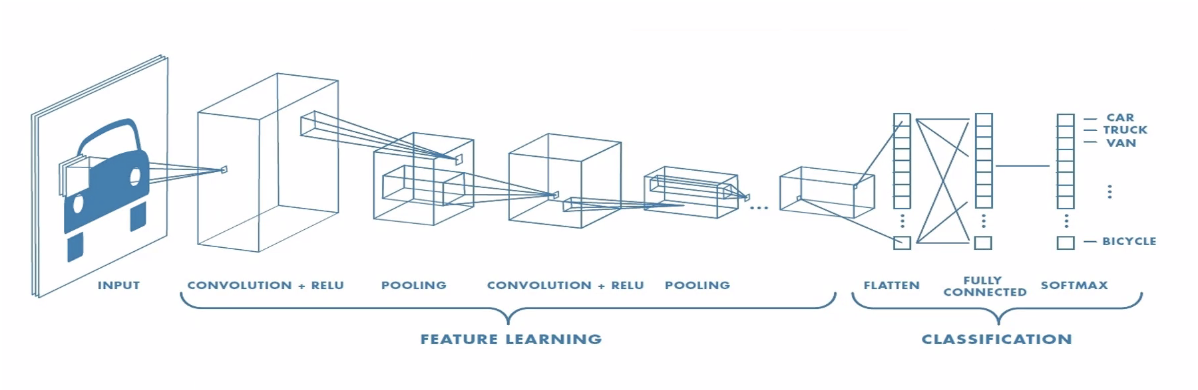 CAR
TRUCK
VAN
...
BICYCLE
INPUT
CONVOLUTION + RELU
POOLING
CONVOLUTION + RELU
POOLING
FLATTEN
FULLY
CONNECTED
SOFTMAX
FEATURE LEARNING
CLASSIFICATION